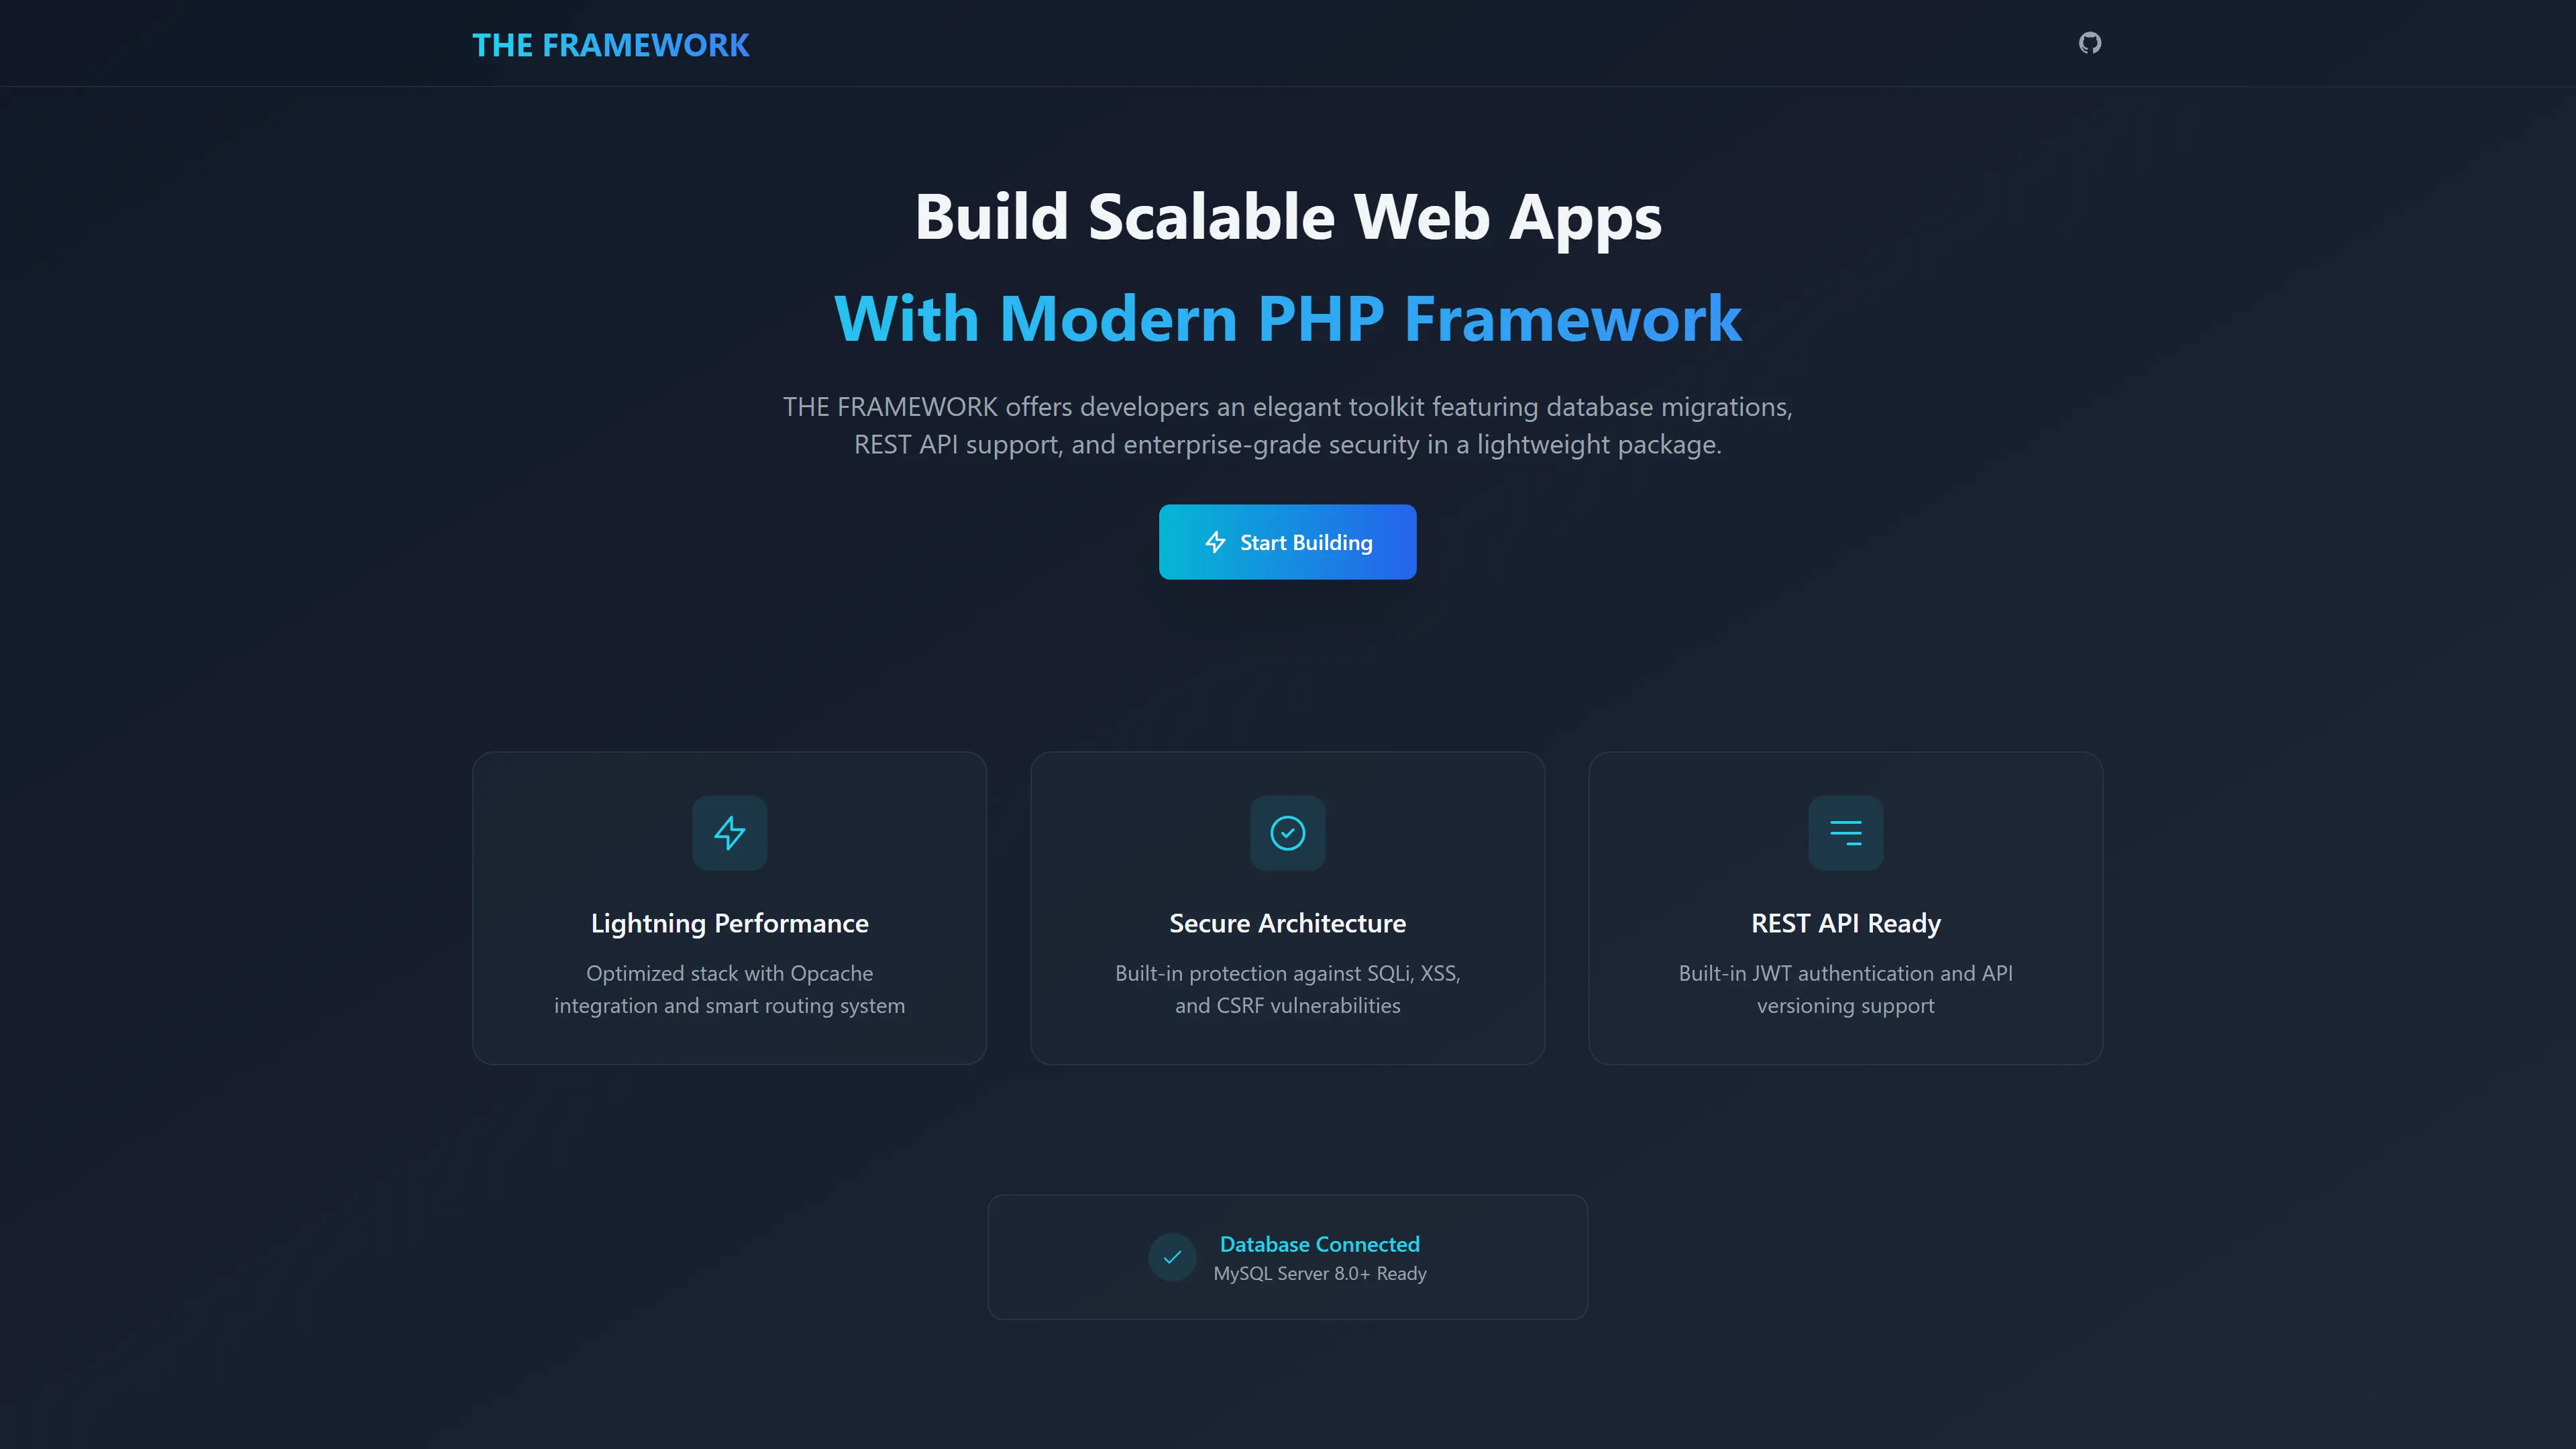 THE FRAMEWORK
Build Scalable Web Apps
With Modern PHP Framework
THE FRAMEWORK offers developers an elegant toolkit featuring database migrations,
REST API support, and enterprise-grade security in a lightweight package.
Start Building
Lightning Performance
Optimized stack with Opcache
integration and smart routing system
Secure Architecture
Built-in protection against SQLi, XSS,
and CSRF vulnerabilities
REST API Ready
Built-in JWT authentication and API
versioning support
Database Connected
MySQL Server 8.0+ Ready